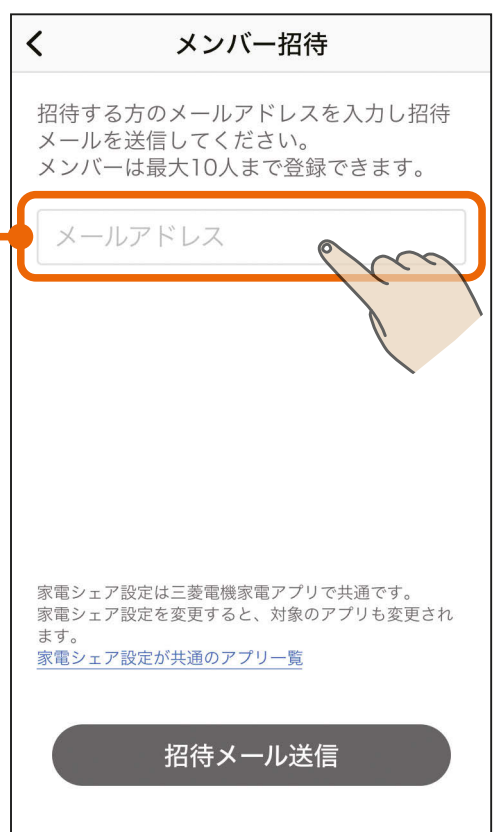 メンバー招待
招待する方のメールアドレスを入力し招待
メールを送信してください。
メンバーは最大10人まで登録できます。
メールアドレス
家電シェア設定は三菱電機家電アプリで共通です。
家電シェア設定を変更すると、対象のアプリも変更され
ます。
家電シェア設定が共通のアプリ一覧
招待メール送信